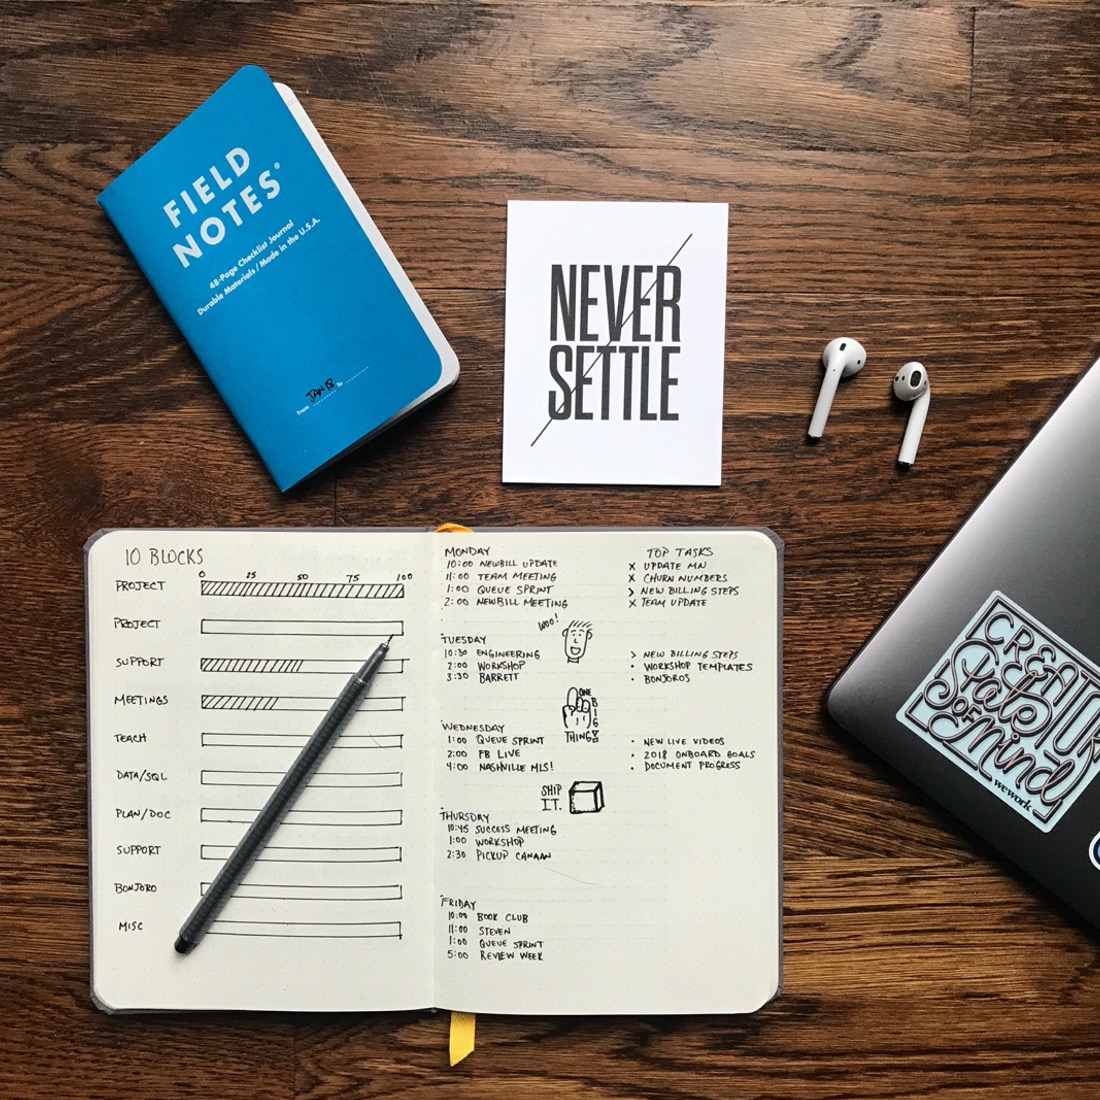 FIELD
NOTES®
48-Page Checklist Journal
Durable Materials / Made in the U.S.A.
From JAN 18 To
NEVER
SETTLE
10 BLOCKS
0 25 50 75 100
PROJECT
PROJECT
SUPPORT
MEETINGS
TEACH
DATA/SQL
PLAN/DOC
SUPPORT
BONJORO
MISC
MONDAY
10:00 NEWBILL UPDATE
11:00 TEAM MEETING
1:00 QUEUE SPRINT
2:00 NEWBILL MEETING
TOP TASKS
x UPDATE MN
x CHURN NUMBERS
> NEW BILLING STEPS
x TEAM UPDATE
WOO!
TUESDAY
10:30 ENGINEERING
2:00 WORKSHOP
3:30 BARRETT
> NEW BILLING STEPS
• WORKSHOP TEMPLATES
• BONJOROS
ONE
BIG
THING
WEDNESDAY
1:00 QUEUE SPRINT
2:00 FB LIVE
4:00 NASHVILLE MLS!
• NEW LIVE VIDEOS
• 2018 ONBOARD GOALS
• DOCUMENT PROGRESS
SHIP
IT.
THURSDAY
10:45 SUCCESS MEETING
1:00 WORKSHOP
2:30 PICKUP CANAAN
FRIDAY
10:00 BOOK CLUB
11:00 STEVEN
1:00 QUEUE SPRINT
5:00 REVIEW WEEK
State
of
Mind
wework